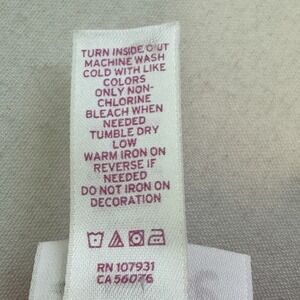 TURN INSIDE OUT
MACHINE WASH
COLD WITH LIKE
COLORS
ONLY NON-
CHLORINE
BLEACH WHEN
NEEDED
TUMBLE DRY
LOW
WARM IRON ON
REVERSE IF
NEEDED
DO NOT IRON ON
DECORATION
RN 107931
CA 56076